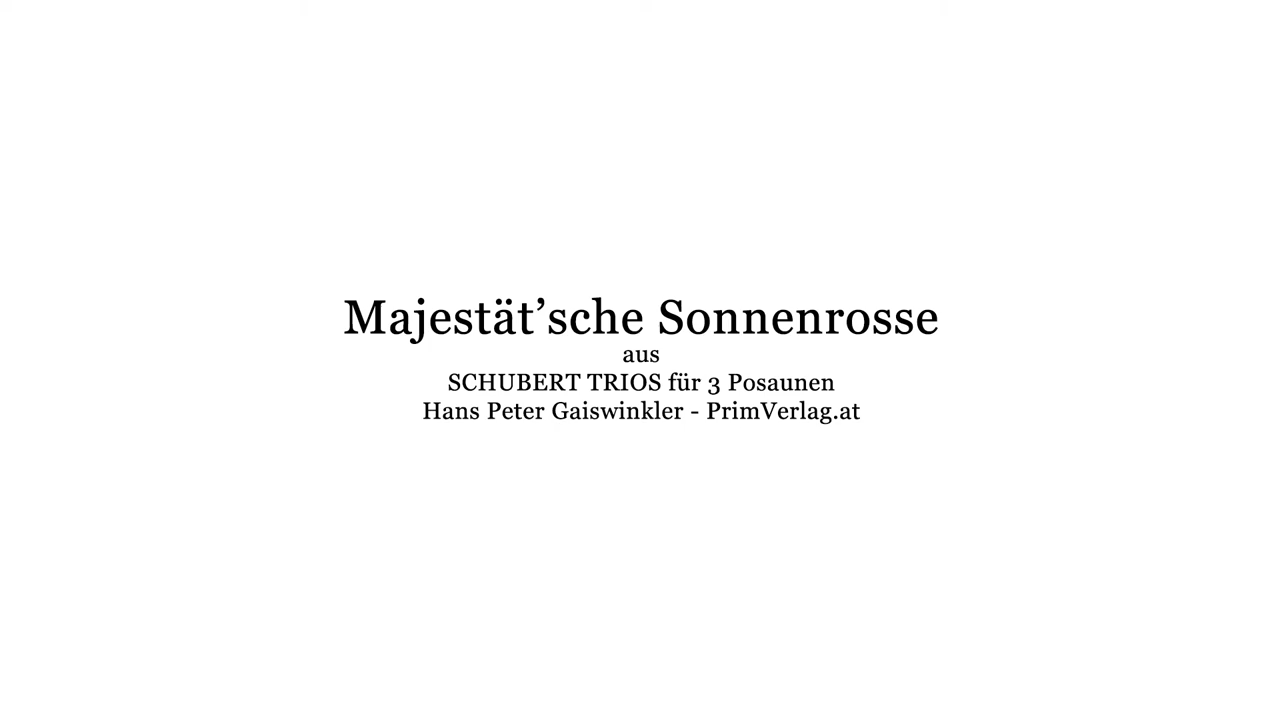 Majestät’sche Sonnenrosse
aus
SCHUBERT TRIOS für 3 Posaunen
Hans Peter Gaiswinkler - PrimVerlag.at